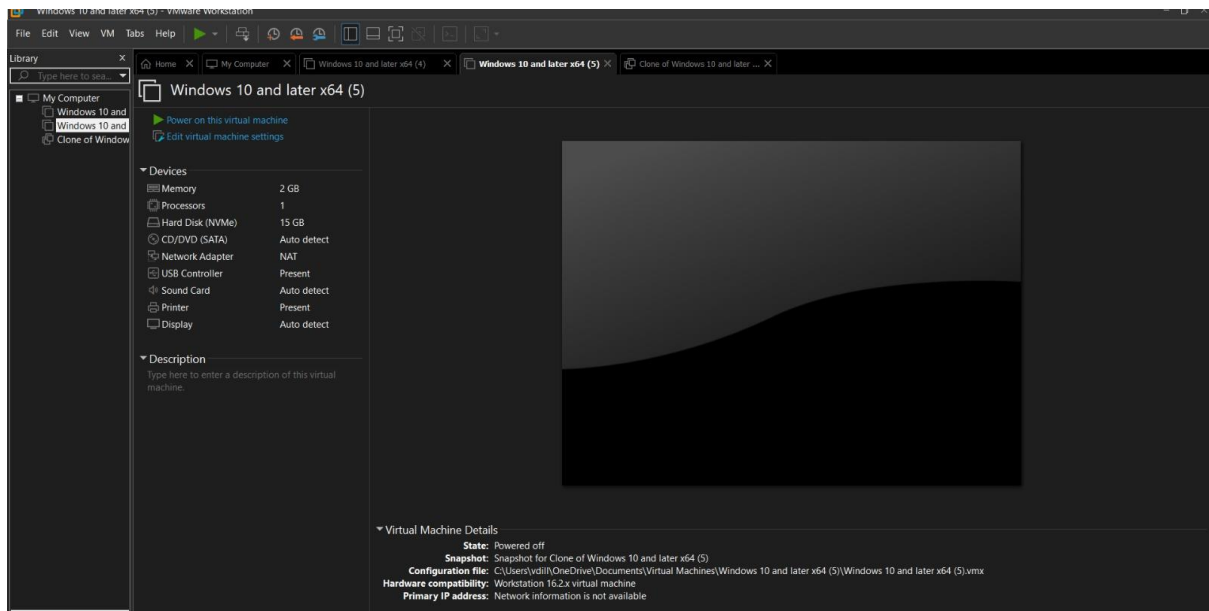 Windows 10 and later x64 (5) - VMware Workstation
File Edit View VM Tabs Help
Library X
Type here to sea...
My Computer
Windows 10 and
Windows 10 and
Clone of Window
Home X My Computer X Windows 10 and later x64 (4) X Windows 10 and later x64 (5) X Clone of Windows 10 and later ... X
Windows 10 and later x64 (5)
Power on this virtual machine
Edit virtual machine settings
Devices
Memory 2 GB
Processors 1
Hard Disk (NVMe) 15 GB
CD/DVD (SATA) Auto detect
Network Adapter NAT
USB Controller Present
Sound Card Auto detect
Printer Present
Display Auto detect
Description
Type here to enter a description of this virtual
machine.
Virtual Machine Details
State: Powered off
Snapshot: Snapshot for Clone of Windows 10 and later x64 (5)
Configuration file: C:\Users\vdill\OneDrive\Documents\Virtual Machines\Windows 10 and later x64 (5)\Windows 10 and later x64 (5).vmx
Hardware compatibility: Workstation 16.2.x virtual machine
Primary IP address: Network information is not available